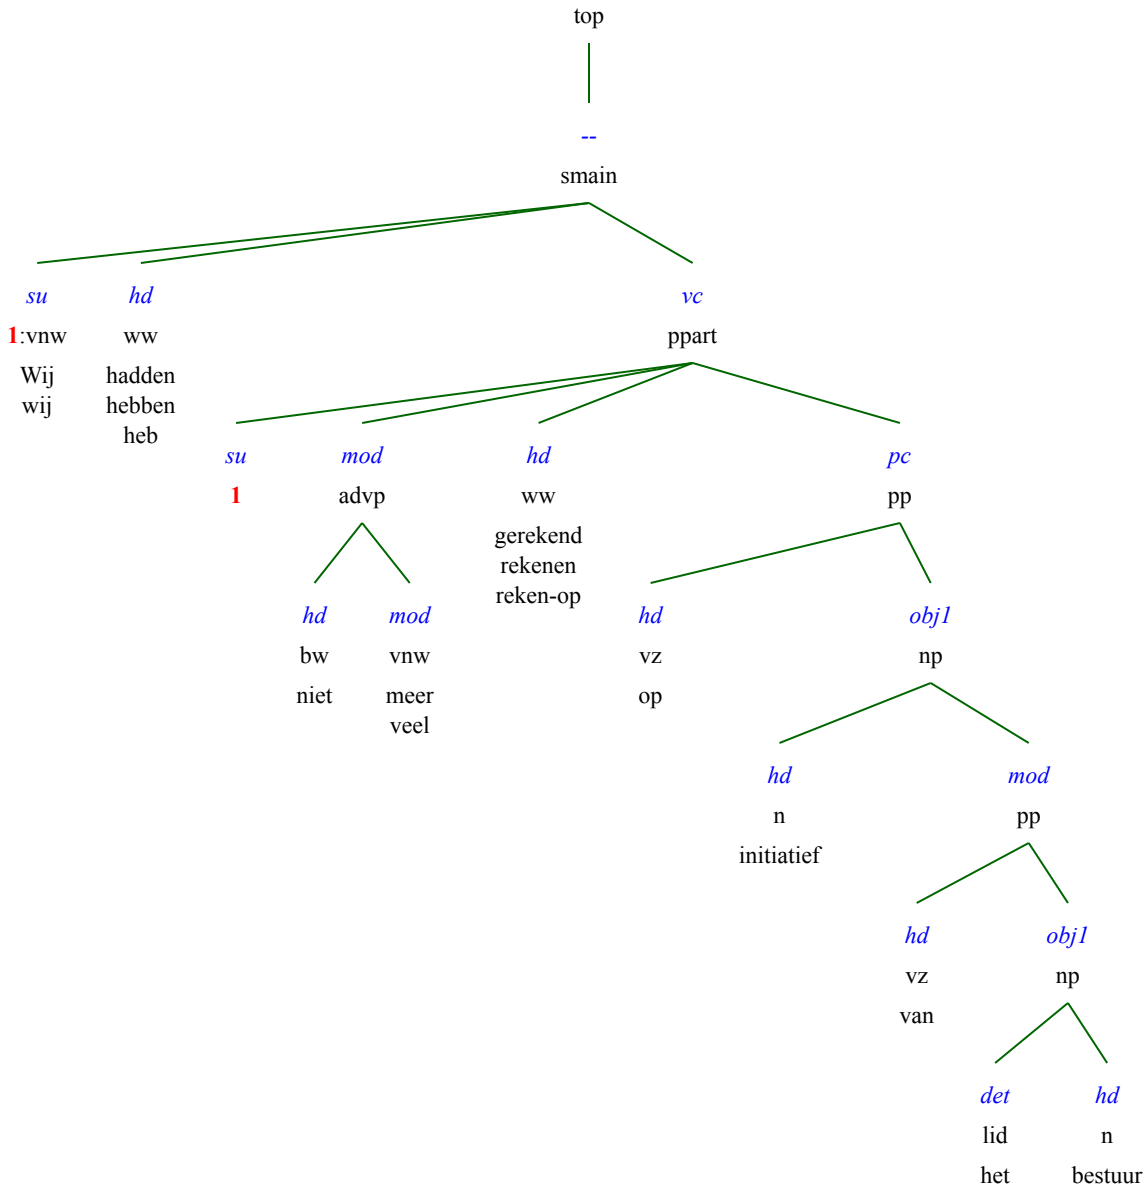 top
--
smain
su hd vc
1:vnw ww ppart
Wij hadden
wij hebben
heb
su mod hd pc
1 advp ww pp
gerekend
rekenen
reken-op
hd mod hd obj1
bw vnw vz np
niet meer op
veel
hd mod
n pp
initiatief
hd obj1
vz np
van
det hd
lid n
het bestuur